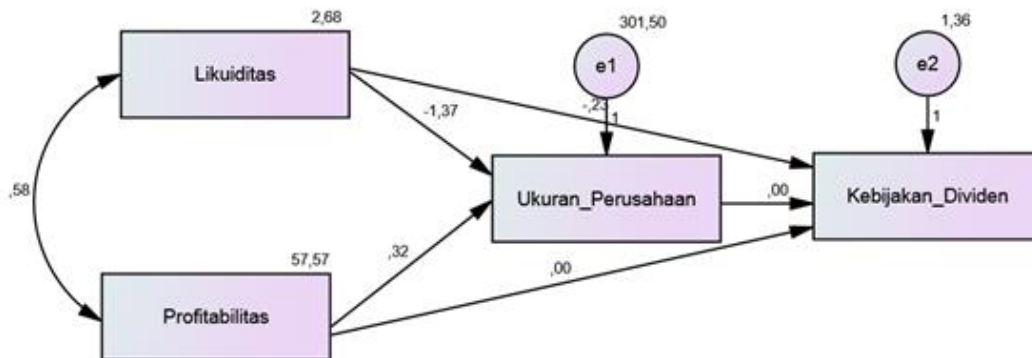 2,68
Likuiditas
301,50
e1
1,36
e2
-1,37
-,23
1
1
,58
Ukuran_Perusahaan
,00
Kebijakan_Dividen
57,57
,32
,00
Profitabilitas